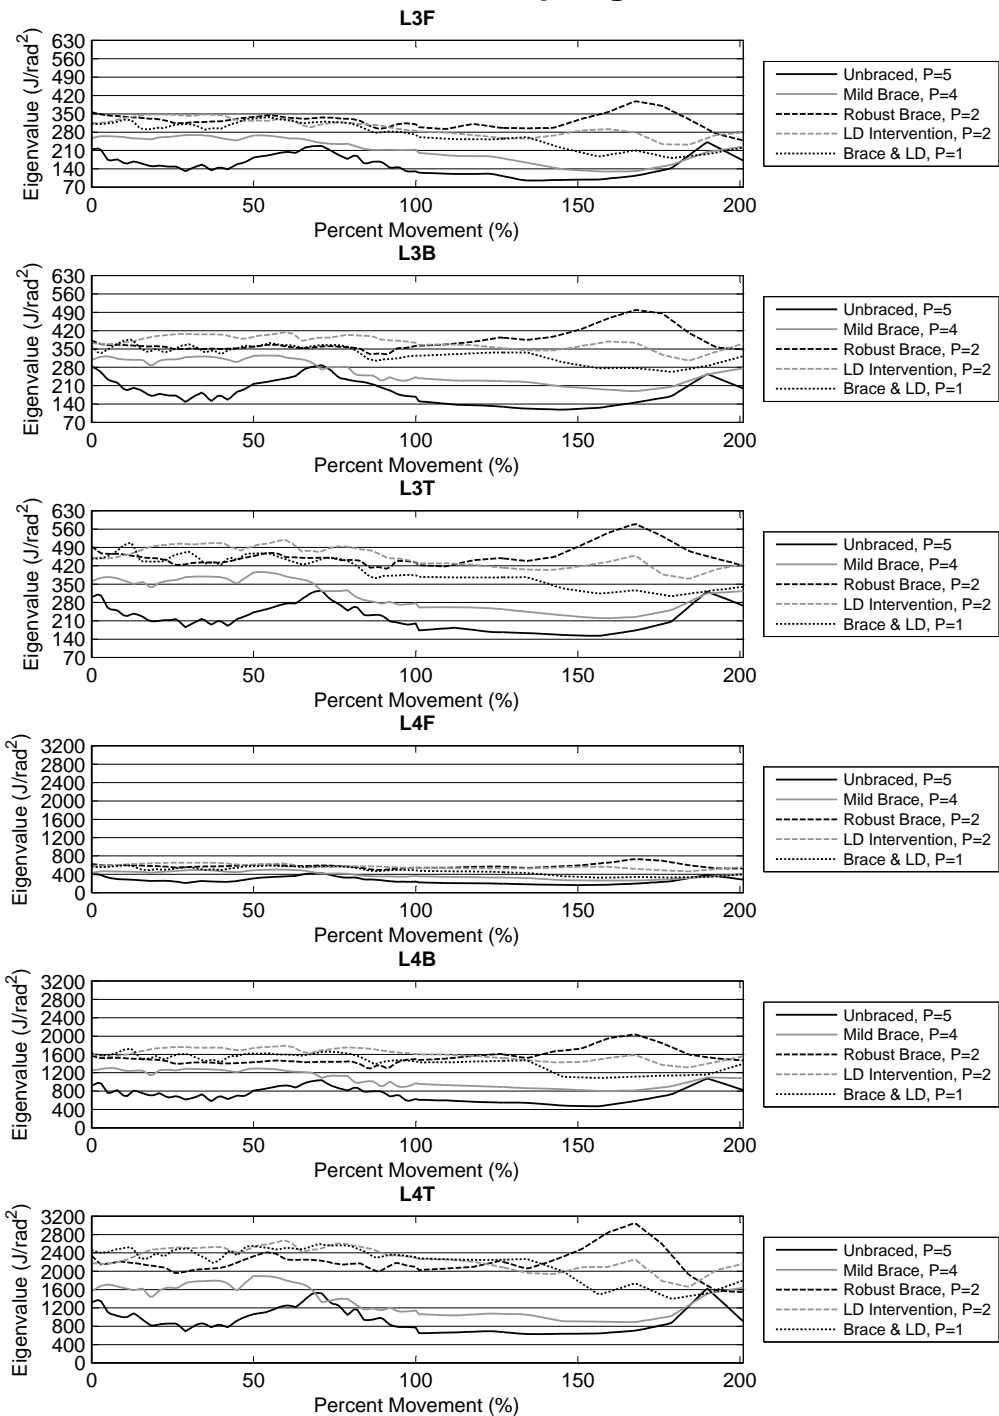 L3F
Eigenvalue (J/rad²)
630
560
490
420
350
280
210
140
70
0 50 100 150 200
Percent Movement (%)
Unbraced, P=5
Mild Brace, P=4
Robust Brace, P=2
LD Intervention, P=2
Brace & LD, P=1
L3B
Eigenvalue (J/rad²)
630
560
490
420
350
280
210
140
70
0 50 100 150 200
Percent Movement (%)
Unbraced, P=5
Mild Brace, P=4
Robust Brace, P=2
LD Intervention, P=2
Brace & LD, P=1
L3T
Eigenvalue (J/rad²)
630
560
490
420
350
280
210
140
70
0 50 100 150 200
Percent Movement (%)
Unbraced, P=5
Mild Brace, P=4
Robust Brace, P=2
LD Intervention, P=2
Brace & LD, P=1
L4F
Eigenvalue (J/rad²)
3200
2800
2400
2000
1600
1200
800
400
0
0 50 100 150 200
Percent Movement (%)
Unbraced, P=5
Mild Brace, P=4
Robust Brace, P=2
LD Intervention, P=2
Brace & LD, P=1
L4B
Eigenvalue (J/rad²)
3200
2800
2400
2000
1600
1200
800
400
0
0 50 100 150 200
Percent Movement (%)
Unbraced, P=5
Mild Brace, P=4
Robust Brace, P=2
LD Intervention, P=2
Brace & LD, P=1
L4T
Eigenvalue (J/rad²)
3200
2800
2400
2000
1600
1200
800
400
0
0 50 100 150 200
Percent Movement (%)
Unbraced, P=5
Mild Brace, P=4
Robust Brace, P=2
LD Intervention, P=2
Brace & LD, P=1